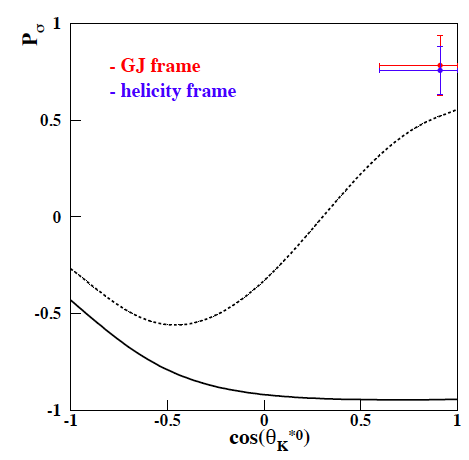 P_σ
1
- GJ frame
- helicity frame
0.5
0
-0.5
-1
-1 -0.5 0 0.5 1
cos(θ_K*0)